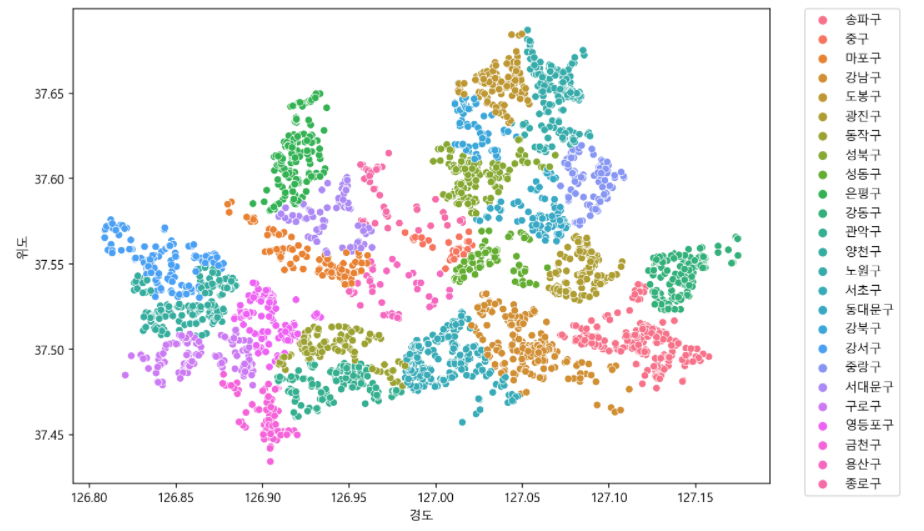 37.65
37.60
37.55
37.50
37.45
위도
126.80 126.85 126.90 126.95 127.00 127.05 127.10 127.15
경도
송파구
중구
마포구
강남구
도봉구
광진구
동작구
성북구
성동구
은평구
강동구
관악구
양천구
노원구
서초구
동대문구
강북구
강서구
중랑구
서대문구
구로구
영등포구
금천구
용산구
종로구